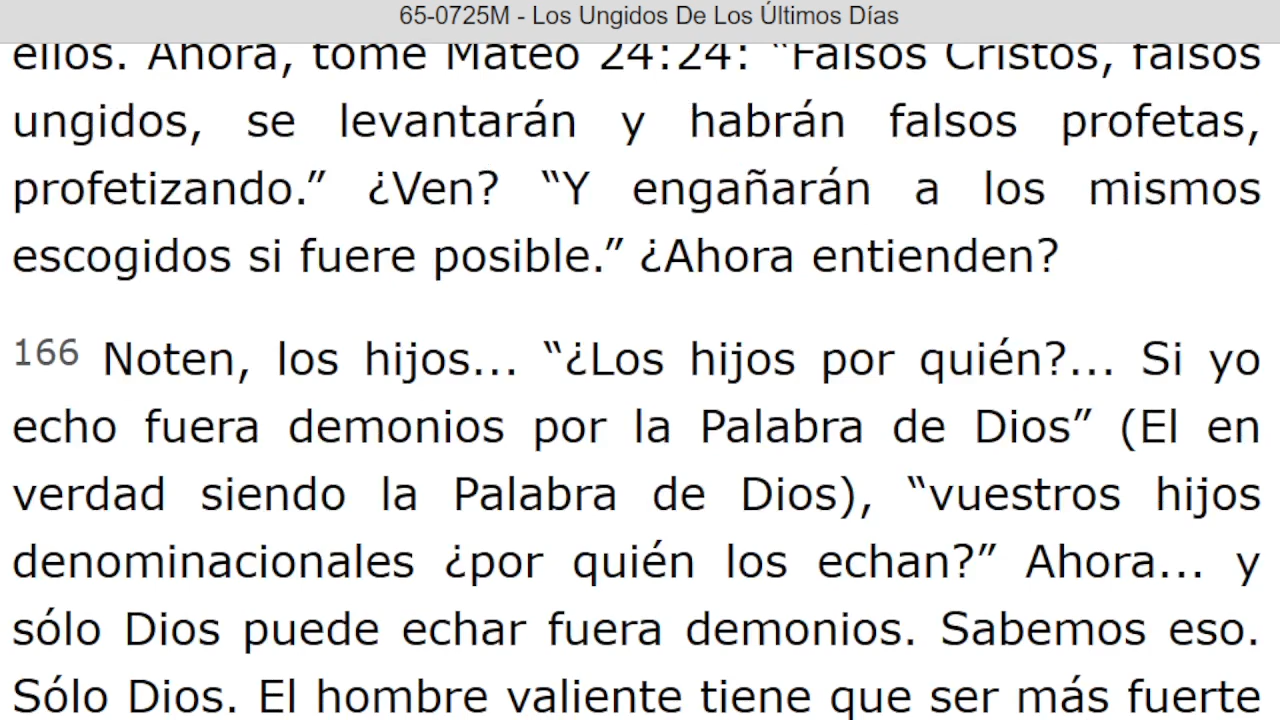 65-0725M - Los Ungidos De Los Últimos Días
ellos. Ahora, tome Mateo 24:24: “Falsos Cristos, falsos
ungidos, se levantarán y habrán falsos profetas,
profetizando.” ¿Ven? “Y engañarán a los mismos
escogidos si fuere posible.” ¿Ahora entienden?
166 Noten, los hijos... “¿Los hijos por quién?... Si yo
echo fuera demonios por la Palabra de Dios” (El en
verdad siendo la Palabra de Dios), “vuestros hijos
denominacionales ¿por quién los echan?” Ahora... y
sólo Dios puede echar fuera demonios. Sabemos eso.
Sólo Dios. El hombre valiente tiene que ser más fuerte